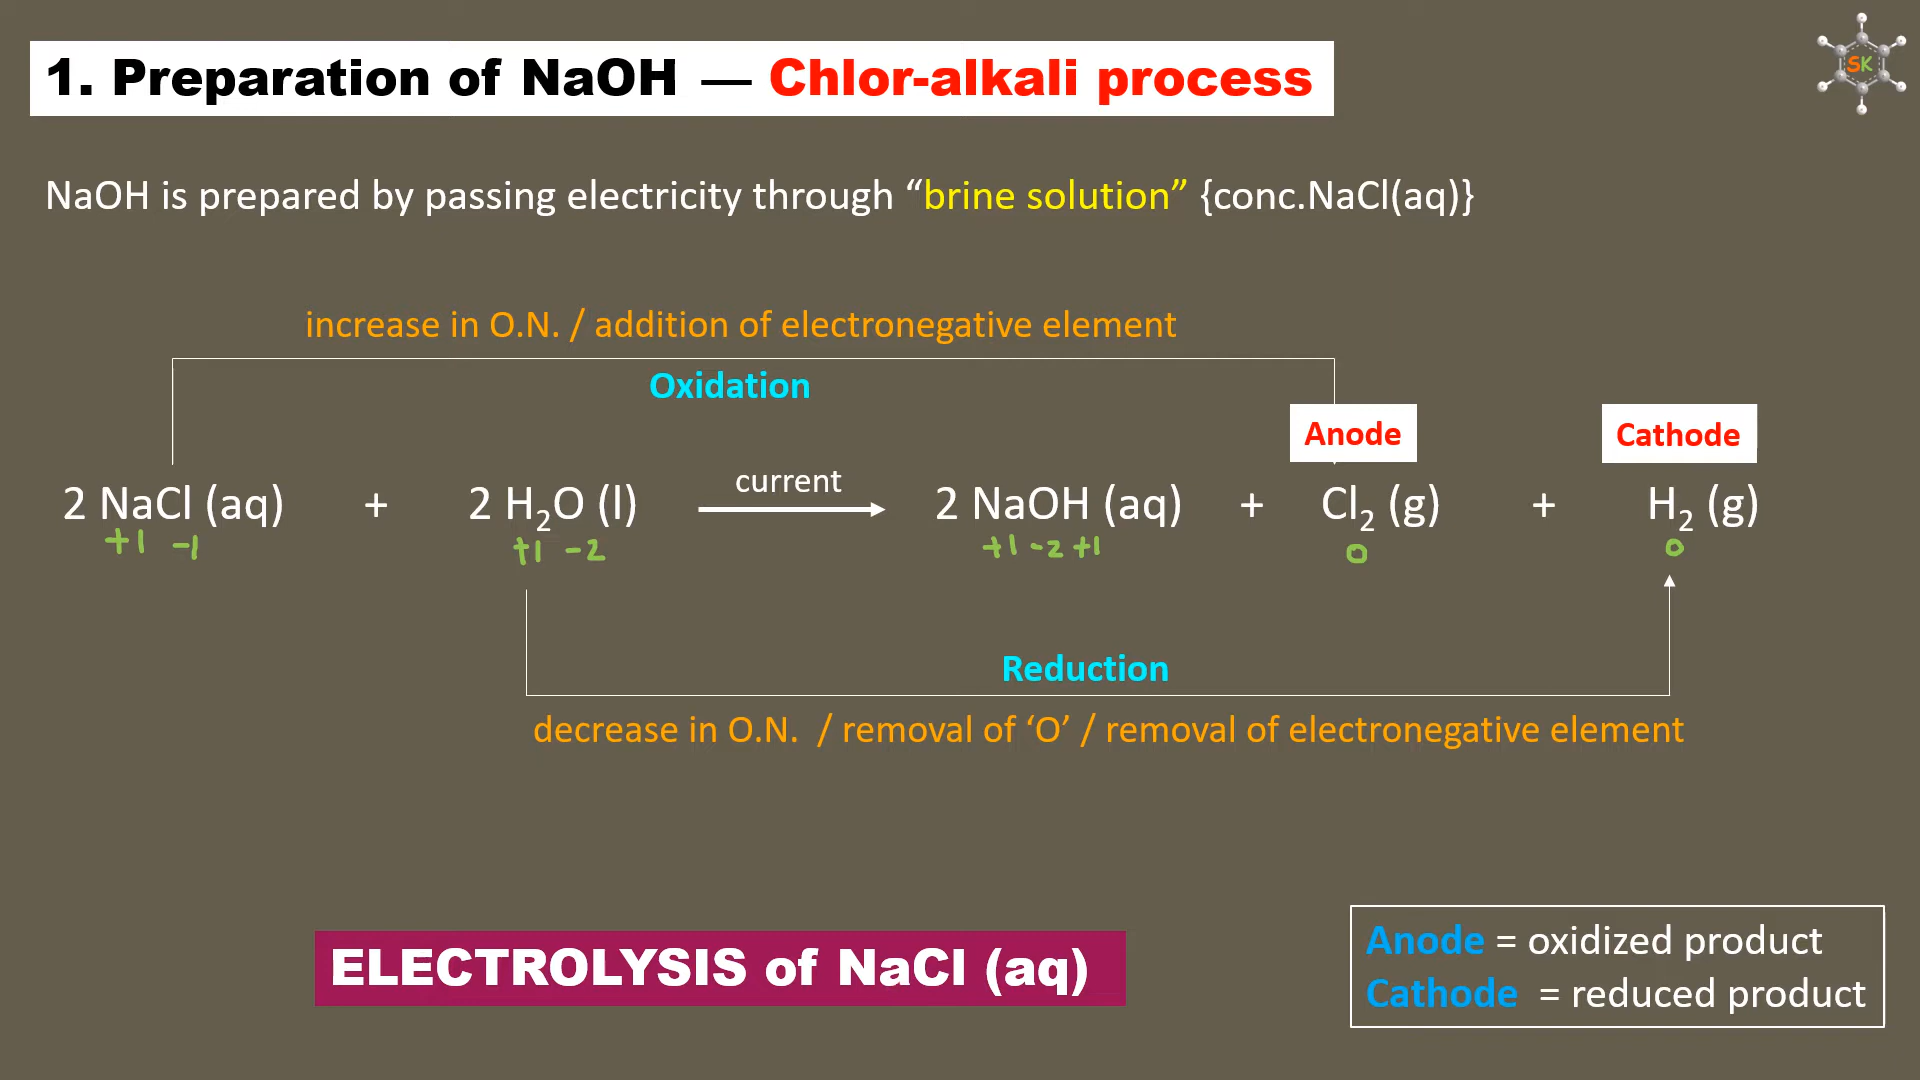 1. Preparation of NaOH — Chlor-alkali process
SK
NaOH is prepared by passing electricity through “brine solution” {conc.NaCl(aq)}
increase in O.N. / addition of electronegative element
Oxidation
Anode
Cathode
current
2 NaCl (aq) + 2 H₂O (l) 2 NaOH (aq) + Cl₂ (g) + H₂ (g)
+1 -1 +1 -2 +1 -2 +1 0 0
Reduction
decrease in O.N. / removal of ‘O’ / removal of electronegative element
ELECTROLYSIS of NaCl (aq)
Anode = oxidized product
Cathode = reduced product